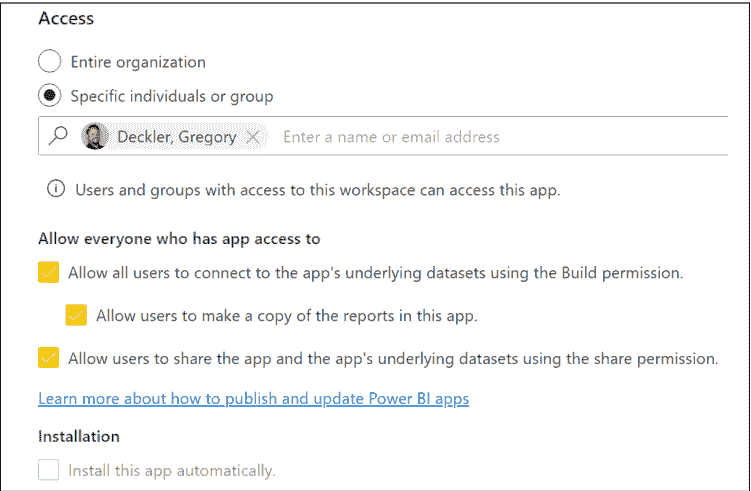 Access
Entire organization
Specific individuals or group
Deckler, Gregory Enter a name or email address
Users and groups with access to this workspace can access this app.
Allow everyone who has app access to
Allow all users to connect to the app's underlying datasets using the Build permission.
Allow users to make a copy of the reports in this app.
Allow users to share the app and the app's underlying datasets using the share permission.
Learn more about how to publish and update Power BI apps
Installation
Install this app automatically.